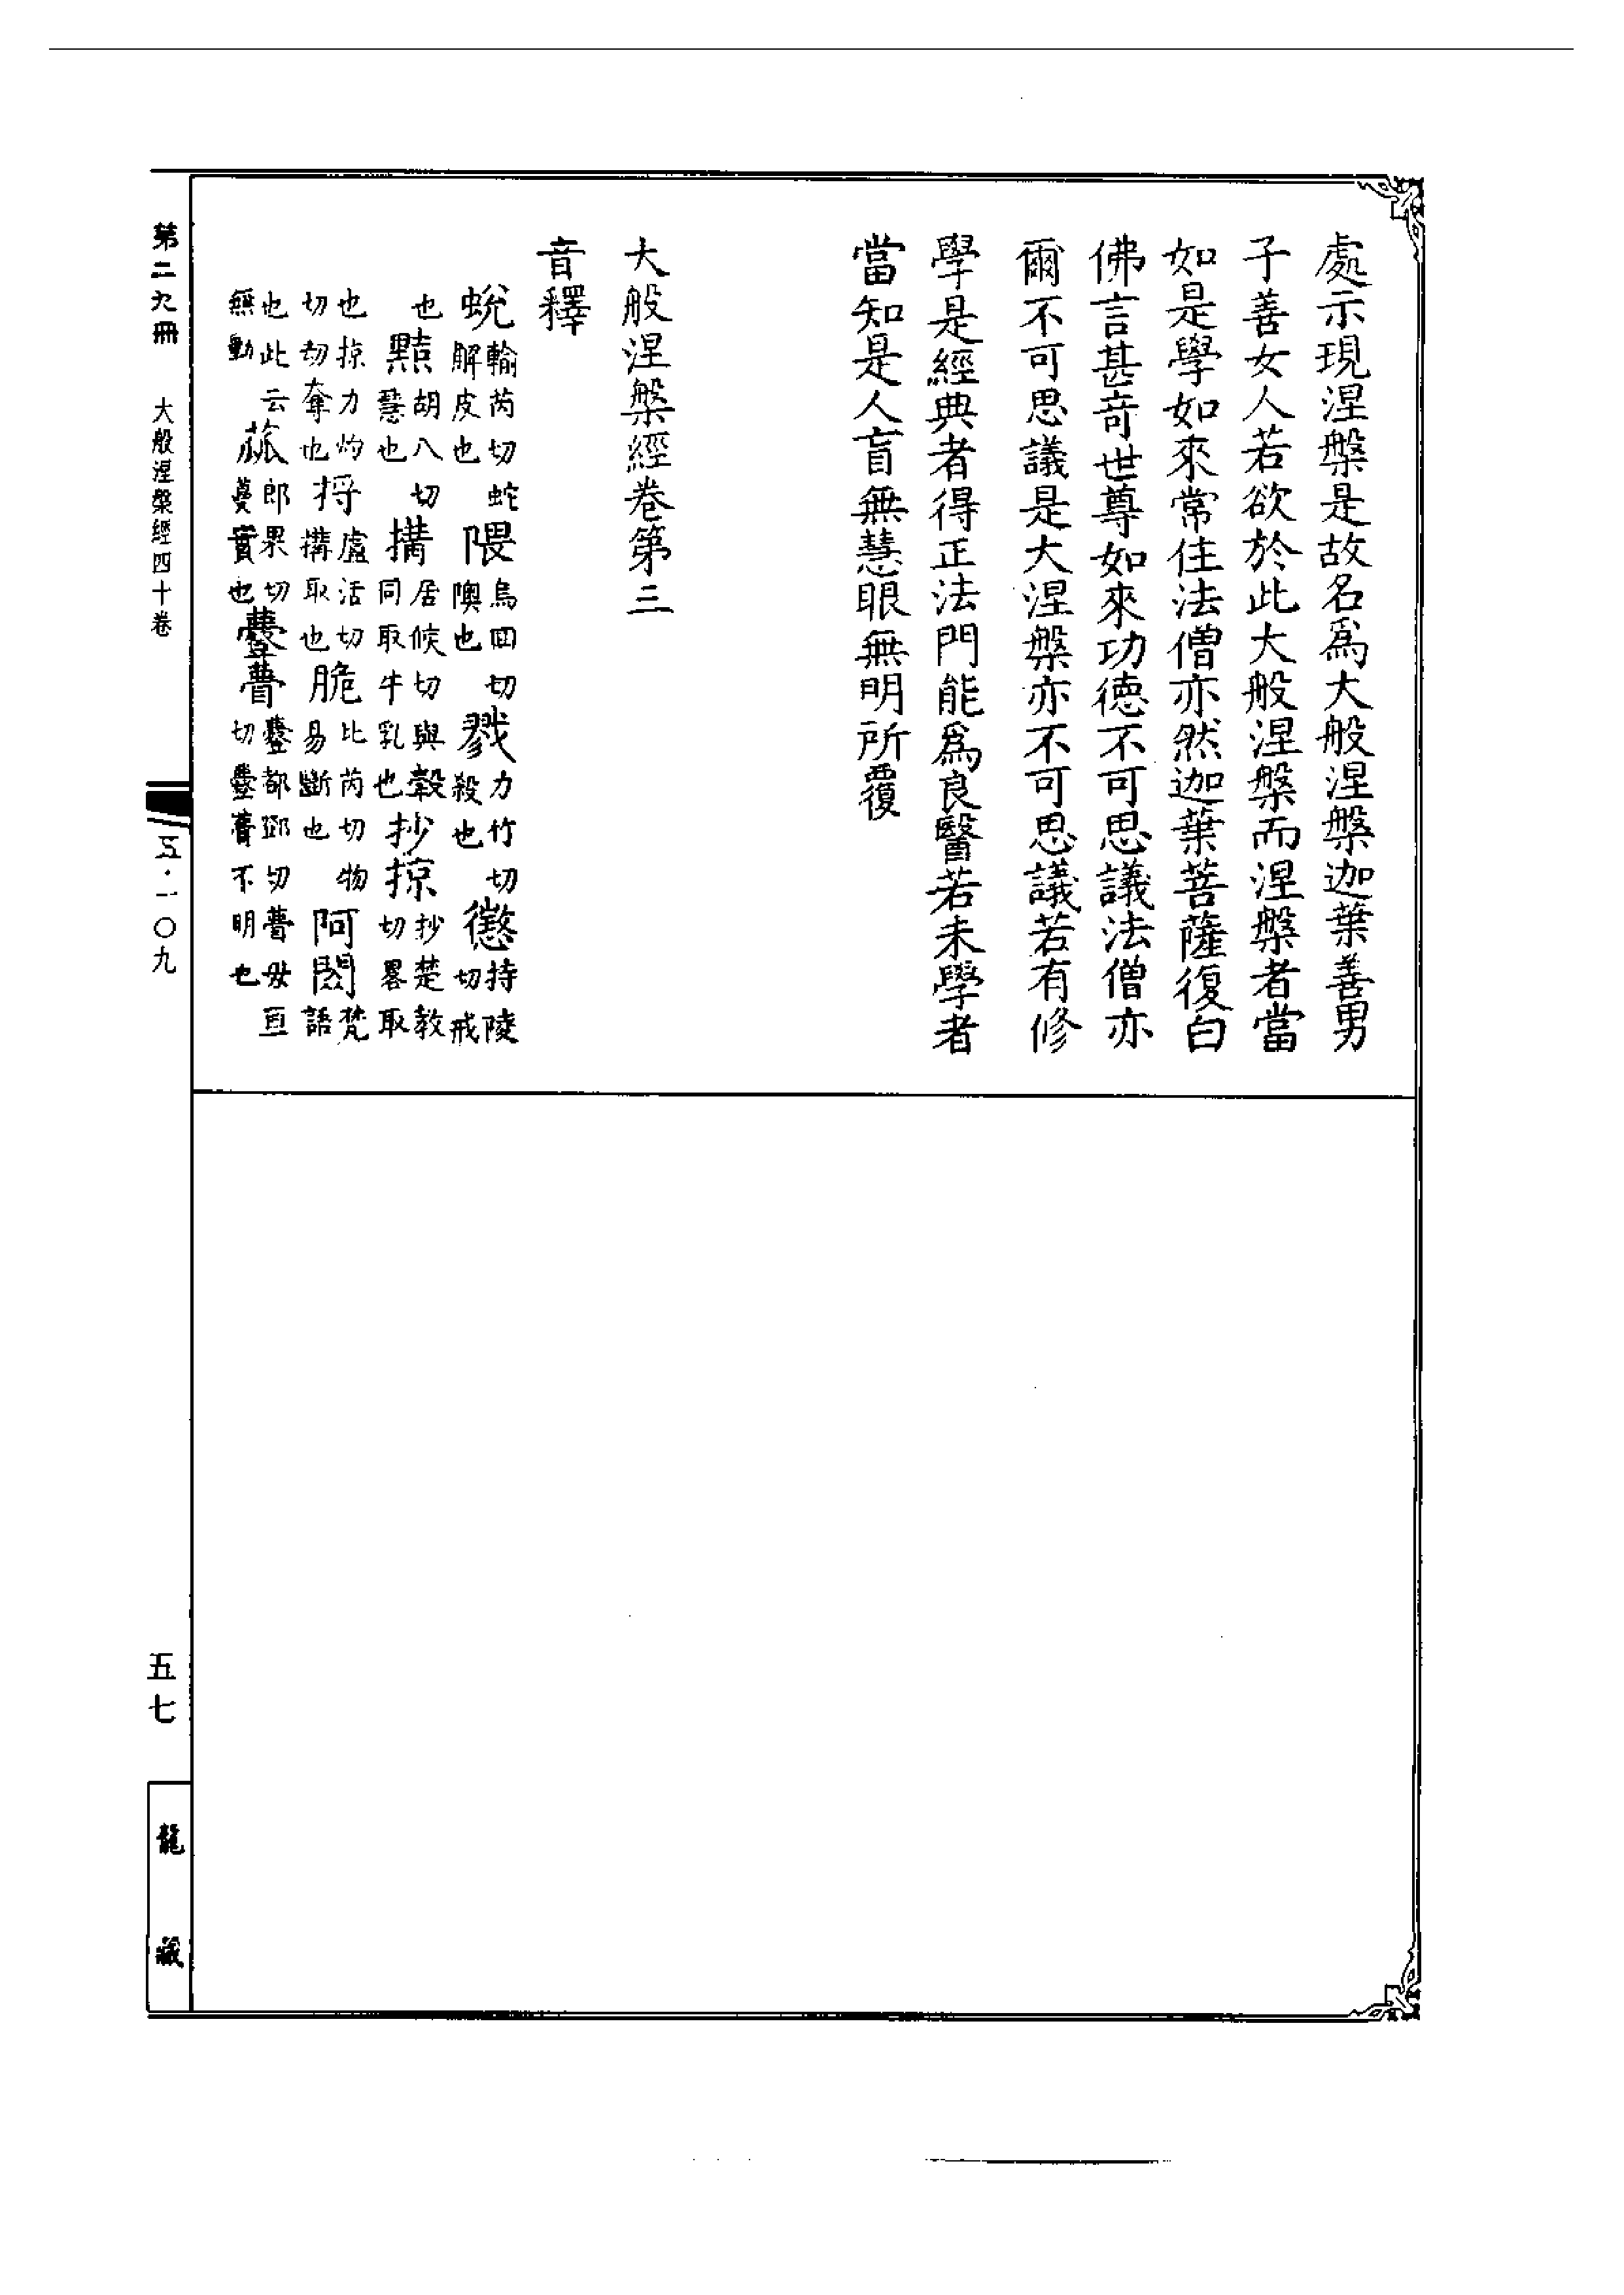 處示現涅槃是故名爲大般涅槃迦葉善男
子善女人若欲於此大般涅槃而涅槃者當
如是學如來常住法僧亦然迦葉菩薩復白
佛言甚奇世尊如來功德不可思議法僧亦
爾不可思議是大涅槃亦不可思議若有修
學是經典者得正法門能爲良醫若未學者
當知是人盲無慧眼無明所覆
大般涅槃經卷第三
音釋
蛻輸芮切蛇解皮也 隈烏回切隩也 戮力竹切殺也 懲持陵切戒
也 黠胡八切慧也 搆居候切與㝅同取牛乳也 抄掠抄楚教切畧取
也掠力灼切刧奪也 捋盧活切搆取也 脆比芮切物易斷也 阿閦梵語
也此云無動 蓏郎果切蔓實也 㽅瞢㽅都鄧切瞢毋亘切㽅瞢不明也
第二九冊
大般涅槃經四十卷
五·一〇九
五七
龍藏